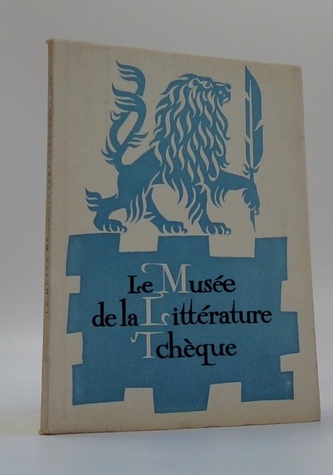 Le Musée
de la Littérature
Tchèque